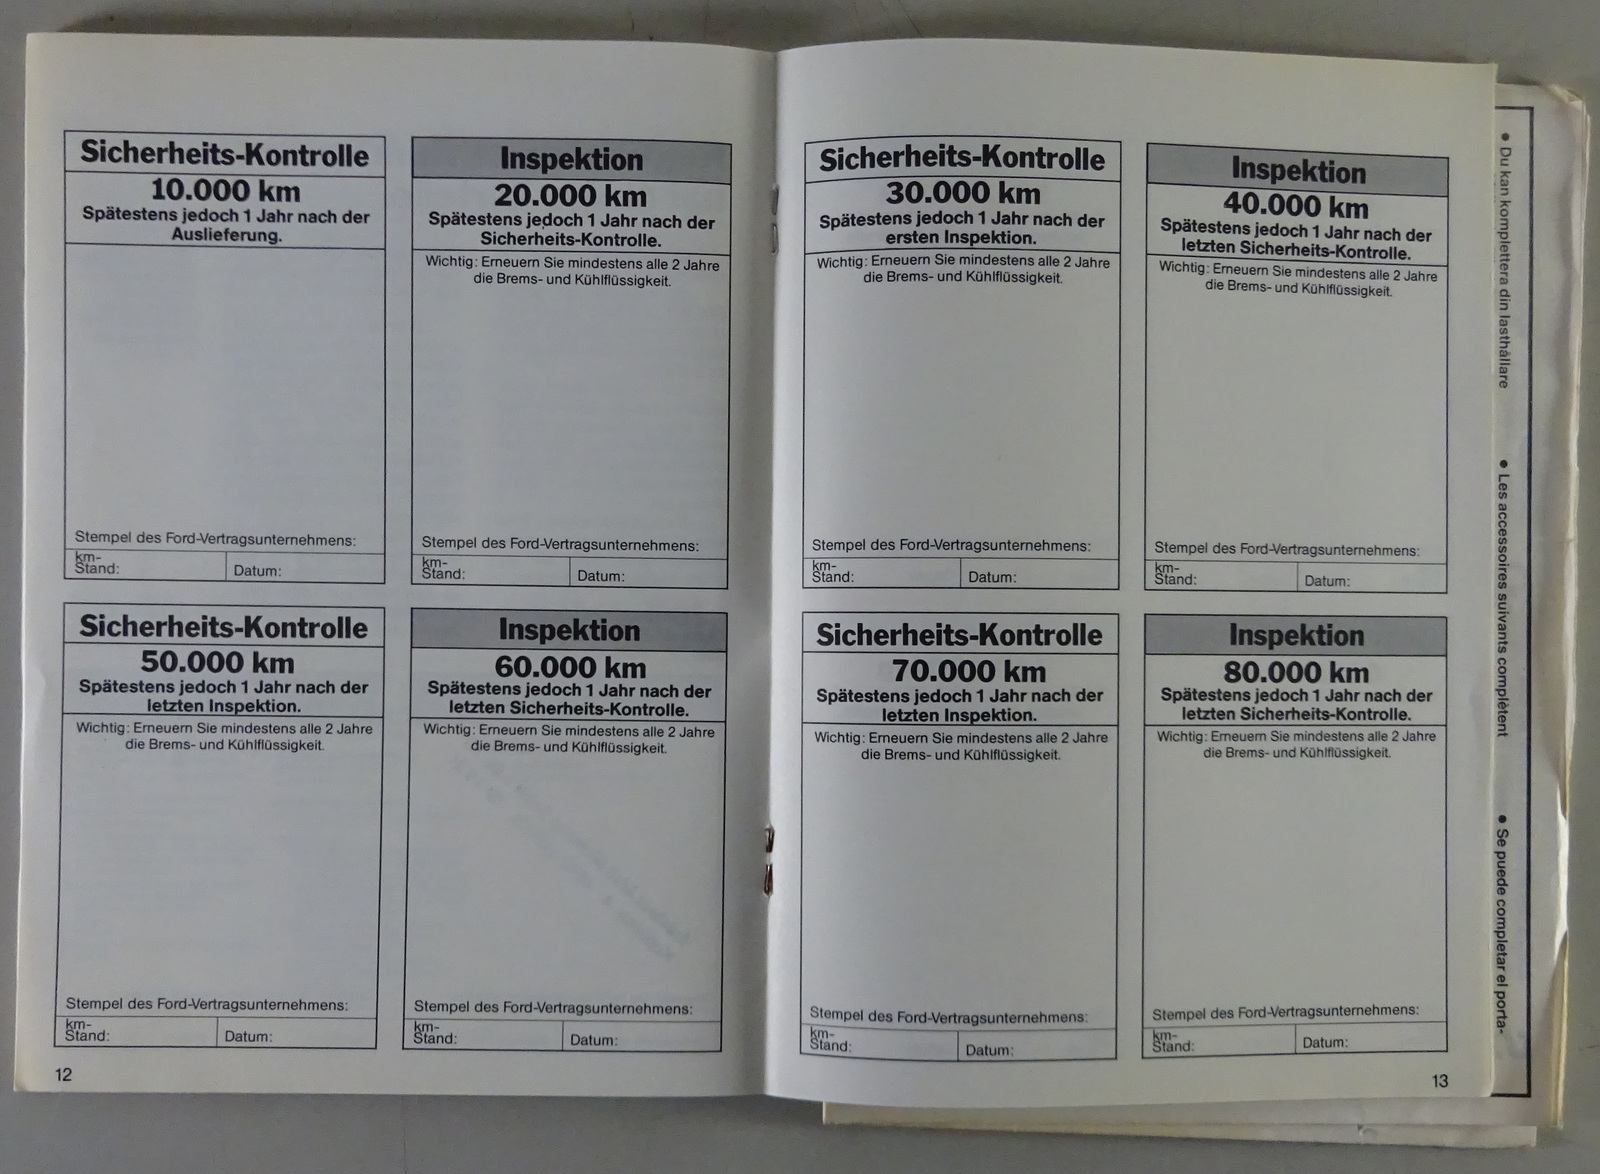 Sicherheits-Kontrolle
10.000 km
Spätestens jedoch 1 Jahr nach der
Auslieferung.
Stempel des Ford-Vertragsunternehmens:
km-
Stand:
Datum:
Inspektion
20.000 km
Spätestens jedoch 1 Jahr nach der
Sicherheits-Kontrolle.
Wichtig: Erneuern Sie mindestens alle 2 Jahre
die Brems- und Kühlflüssigkeit.
Stempel des Ford-Vertragsunternehmens:
km-
Stand:
Datum:
Sicherheits-Kontrolle
50.000 km
Spätestens jedoch 1 Jahr nach der
letzten Inspektion.
Wichtig: Erneuern Sie mindestens alle 2 Jahre
die Brems- und Kühlflüssigkeit.
Stempel des Ford-Vertragsunternehmens:
km-
Stand:
Datum:
Inspektion
60.000 km
Spätestens jedoch 1 Jahr nach der
letzten Sicherheits-Kontrolle.
Wichtig: Erneuern Sie mindestens alle 2 Jahre
die Brems- und Kühlflüssigkeit.
Stempel des Ford-Vertragsunternehmens:
km-
Stand:
Datum:
12
Sicherheits-Kontrolle
30.000 km
Spätestens jedoch 1 Jahr nach der
ersten Inspektion.
Wichtig: Erneuern Sie mindestens alle 2 Jahre
die Brems- und Kühlflüssigkeit.
Stempel des Ford-Vertragsunternehmens:
km-
Stand:
Datum:
Inspektion
40.000 km
Spätestens jedoch 1 Jahr nach der
letzten Sicherheits-Kontrolle.
Wichtig: Erneuern Sie mindestens alle 2 Jahre
die Brems- und Kühlflüssigkeit.
Stempel des Ford-Vertragsunternehmens:
km-
Stand:
Datum:
Sicherheits-Kontrolle
70.000 km
Spätestens jedoch 1 Jahr nach der
letzten Inspektion.
Wichtig: Erneuern Sie mindestens alle 2 Jahre
die Brems- und Kühlflüssigkeit.
Stempel des Ford-Vertragsunternehmens:
km-
Stand:
Datum:
Inspektion
80.000 km
Spätestens jedoch 1 Jahr nach der
letzten Sicherheits-Kontrolle.
Wichtig: Erneuern Sie mindestens alle 2 Jahre
die Brems- und Kühlflüssigkeit.
Stempel des Ford-Vertragsunternehmens:
km-
Stand:
Datum:
13
● Du kan komplettera din lasthållare
● Les accessoires suivants complètent
● Se puede completar el porta-